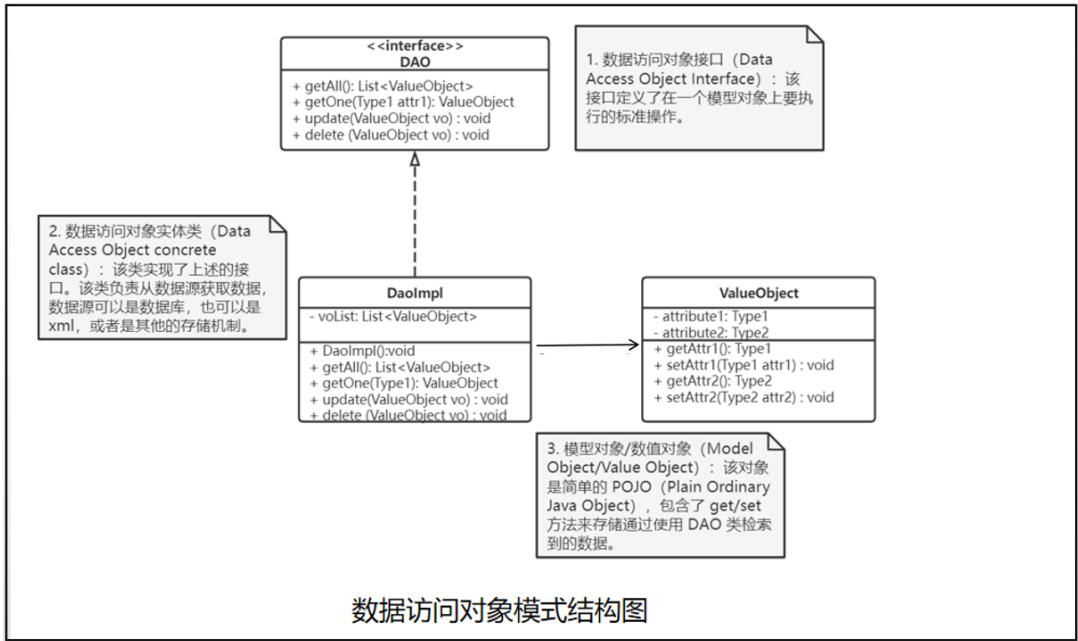 <<interface>>
DAO
+ getAll(): List<ValueObject>
+ getOne(Type1 attr1): ValueObject
+ update(ValueObject vo) : void
+ delete (ValueObject vo) : void
1. 数据访问对象接口（Data
Access Object Interface）：该
接口定义了在一个模型对象上要执
行的标准操作。
2. 数据访问对象实体类（Data
Access Object concrete
class）：该类实现了上述的接
口。该类负责从数据源获取数据，
数据源可以是数据库，也可以是
xml，或者是其他的存储机制。
DaoImpl
- voList: List<ValueObject>
+ DaoImpl():void
+ getAll(): List<ValueObject>
+ getOne(Type1): ValueObject
+ update(ValueObject vo) : void
+ delete (ValueObject vo) : void
ValueObject
- attribute1: Type1
- attribute2: Type2
+ getAttr1(): Type1
+ setAttr1(Type1 attr1) : void
+ getAttr2(): Type2
+ setAttr2(Type2 attr2) : void
3. 模型对象/数值对象（Model
Object/Value Object）：该对象
是简单的 POJO（Plain Ordinary
Java Object），包含了 get/set
方法来存储通过使用 DAO 类检索
到的数据。
数据访问对象模式结构图